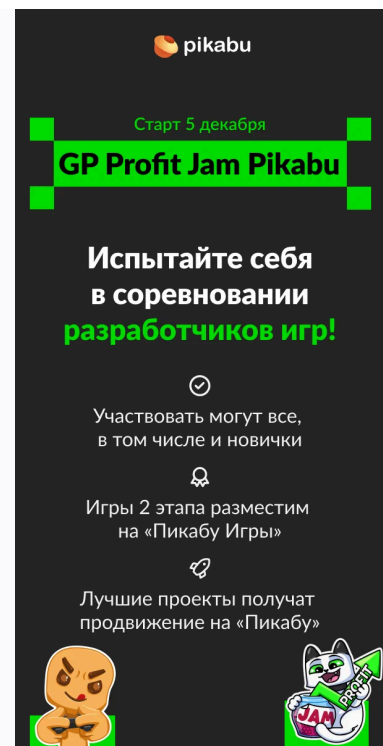 pikabu
Старт 5 декабря
GP Profit Jam Pikabu
Испытайте себя
в соревновании
разработчиков игр!
Участвовать могут все,
в том числе и новички
Игры 2 этапа разместим
на «Пикабу Игры»
Лучшие проекты получат
продвижение на «Пикабу»
PROFIT
JAM